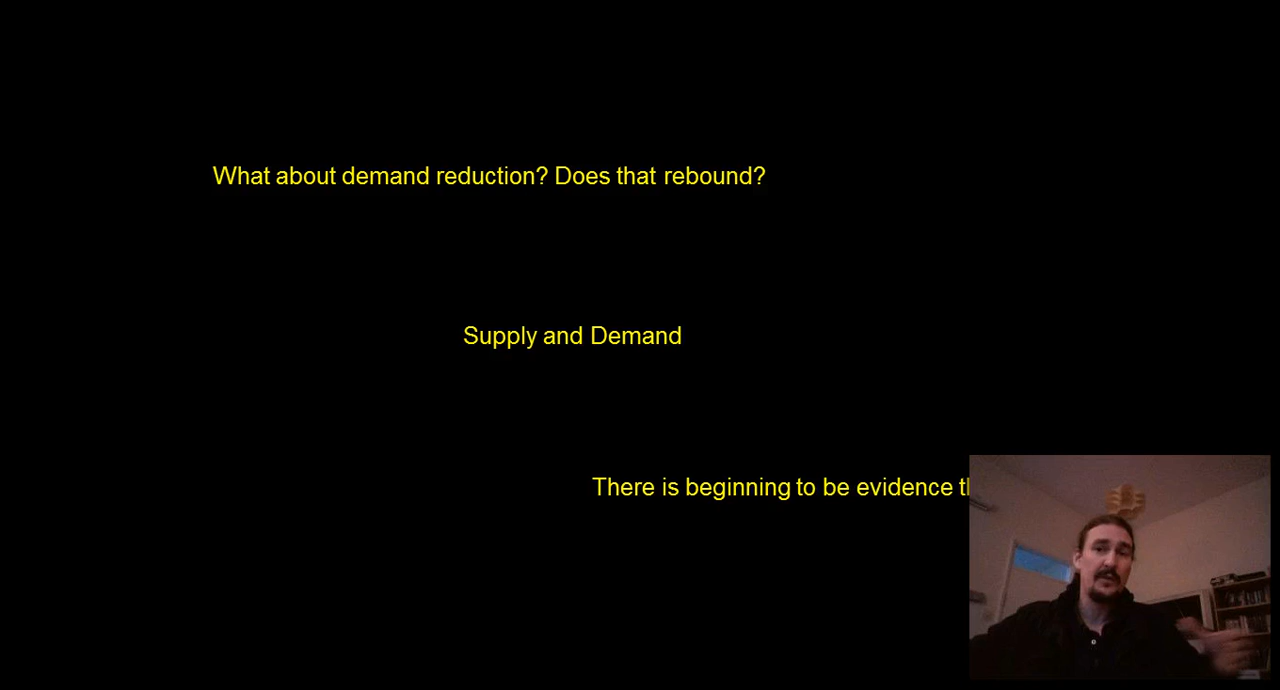 What about demand reduction? Does that rebound?
Supply and Demand
There is beginning to be evidence